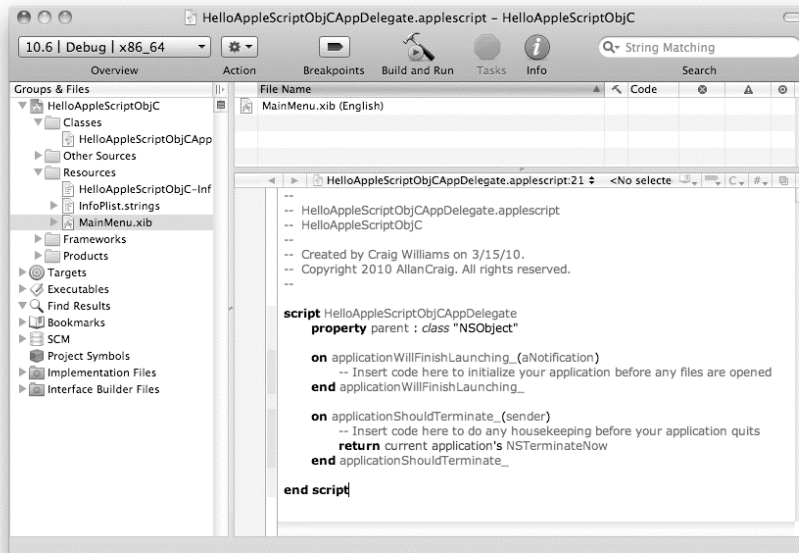 HelloAppleScriptObjCAppDelegate.applescript – HelloAppleScriptObjC
10.6 | Debug | x86_64
Overview
Action
Breakpoints
Build and Run
Tasks
Info
String Matching
Search
Groups & Files
HelloAppleScriptObjC
Classes
HelloAppleScriptObjCApp
Other Sources
Resources
HelloAppleScriptObjC-Inf
InfoPlist.strings
MainMenu.xib
Frameworks
Products
Targets
Executables
Find Results
Bookmarks
SCM
Project Symbols
Implementation Files
Interface Builder Files
File Name
Code
MainMenu.xib (English)
HelloAppleScriptObjCAppDelegate.applescript:21
<No selecte
C
#
--
-- HelloAppleScriptObjCAppDelegate.applescript
-- HelloAppleScriptObjC
--
-- Created by Craig Williams on 3/15/10.
-- Copyright 2010 AllanCraig. All rights reserved.
--
script HelloAppleScriptObjCAppDelegate
property parent : class "NSObject"
on applicationWillFinishLaunching_(aNotification)
-- Insert code here to initialize your application before any files are opened
end applicationWillFinishLaunching_
on applicationShouldTerminate_(sender)
-- Insert code here to do any housekeeping before your application quits
return current application's NSTerminateNow
end applicationShouldTerminate_
end script